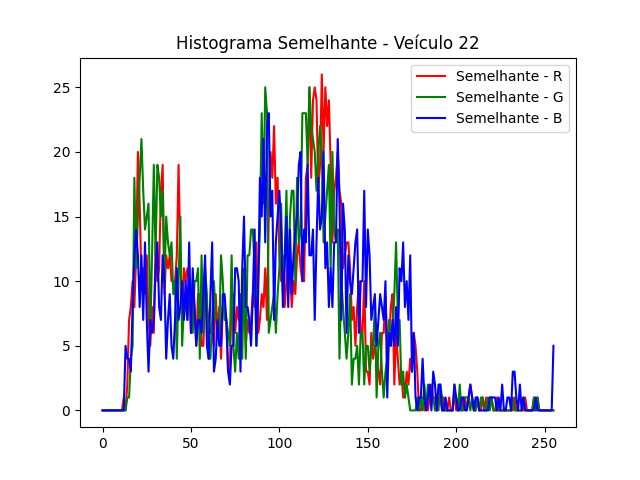 Histograma Semelhante - Veículo 22
Semelhante - R
Semelhante - G
Semelhante - B
25
20
15
10
5
0
0 50 100 150 200 250